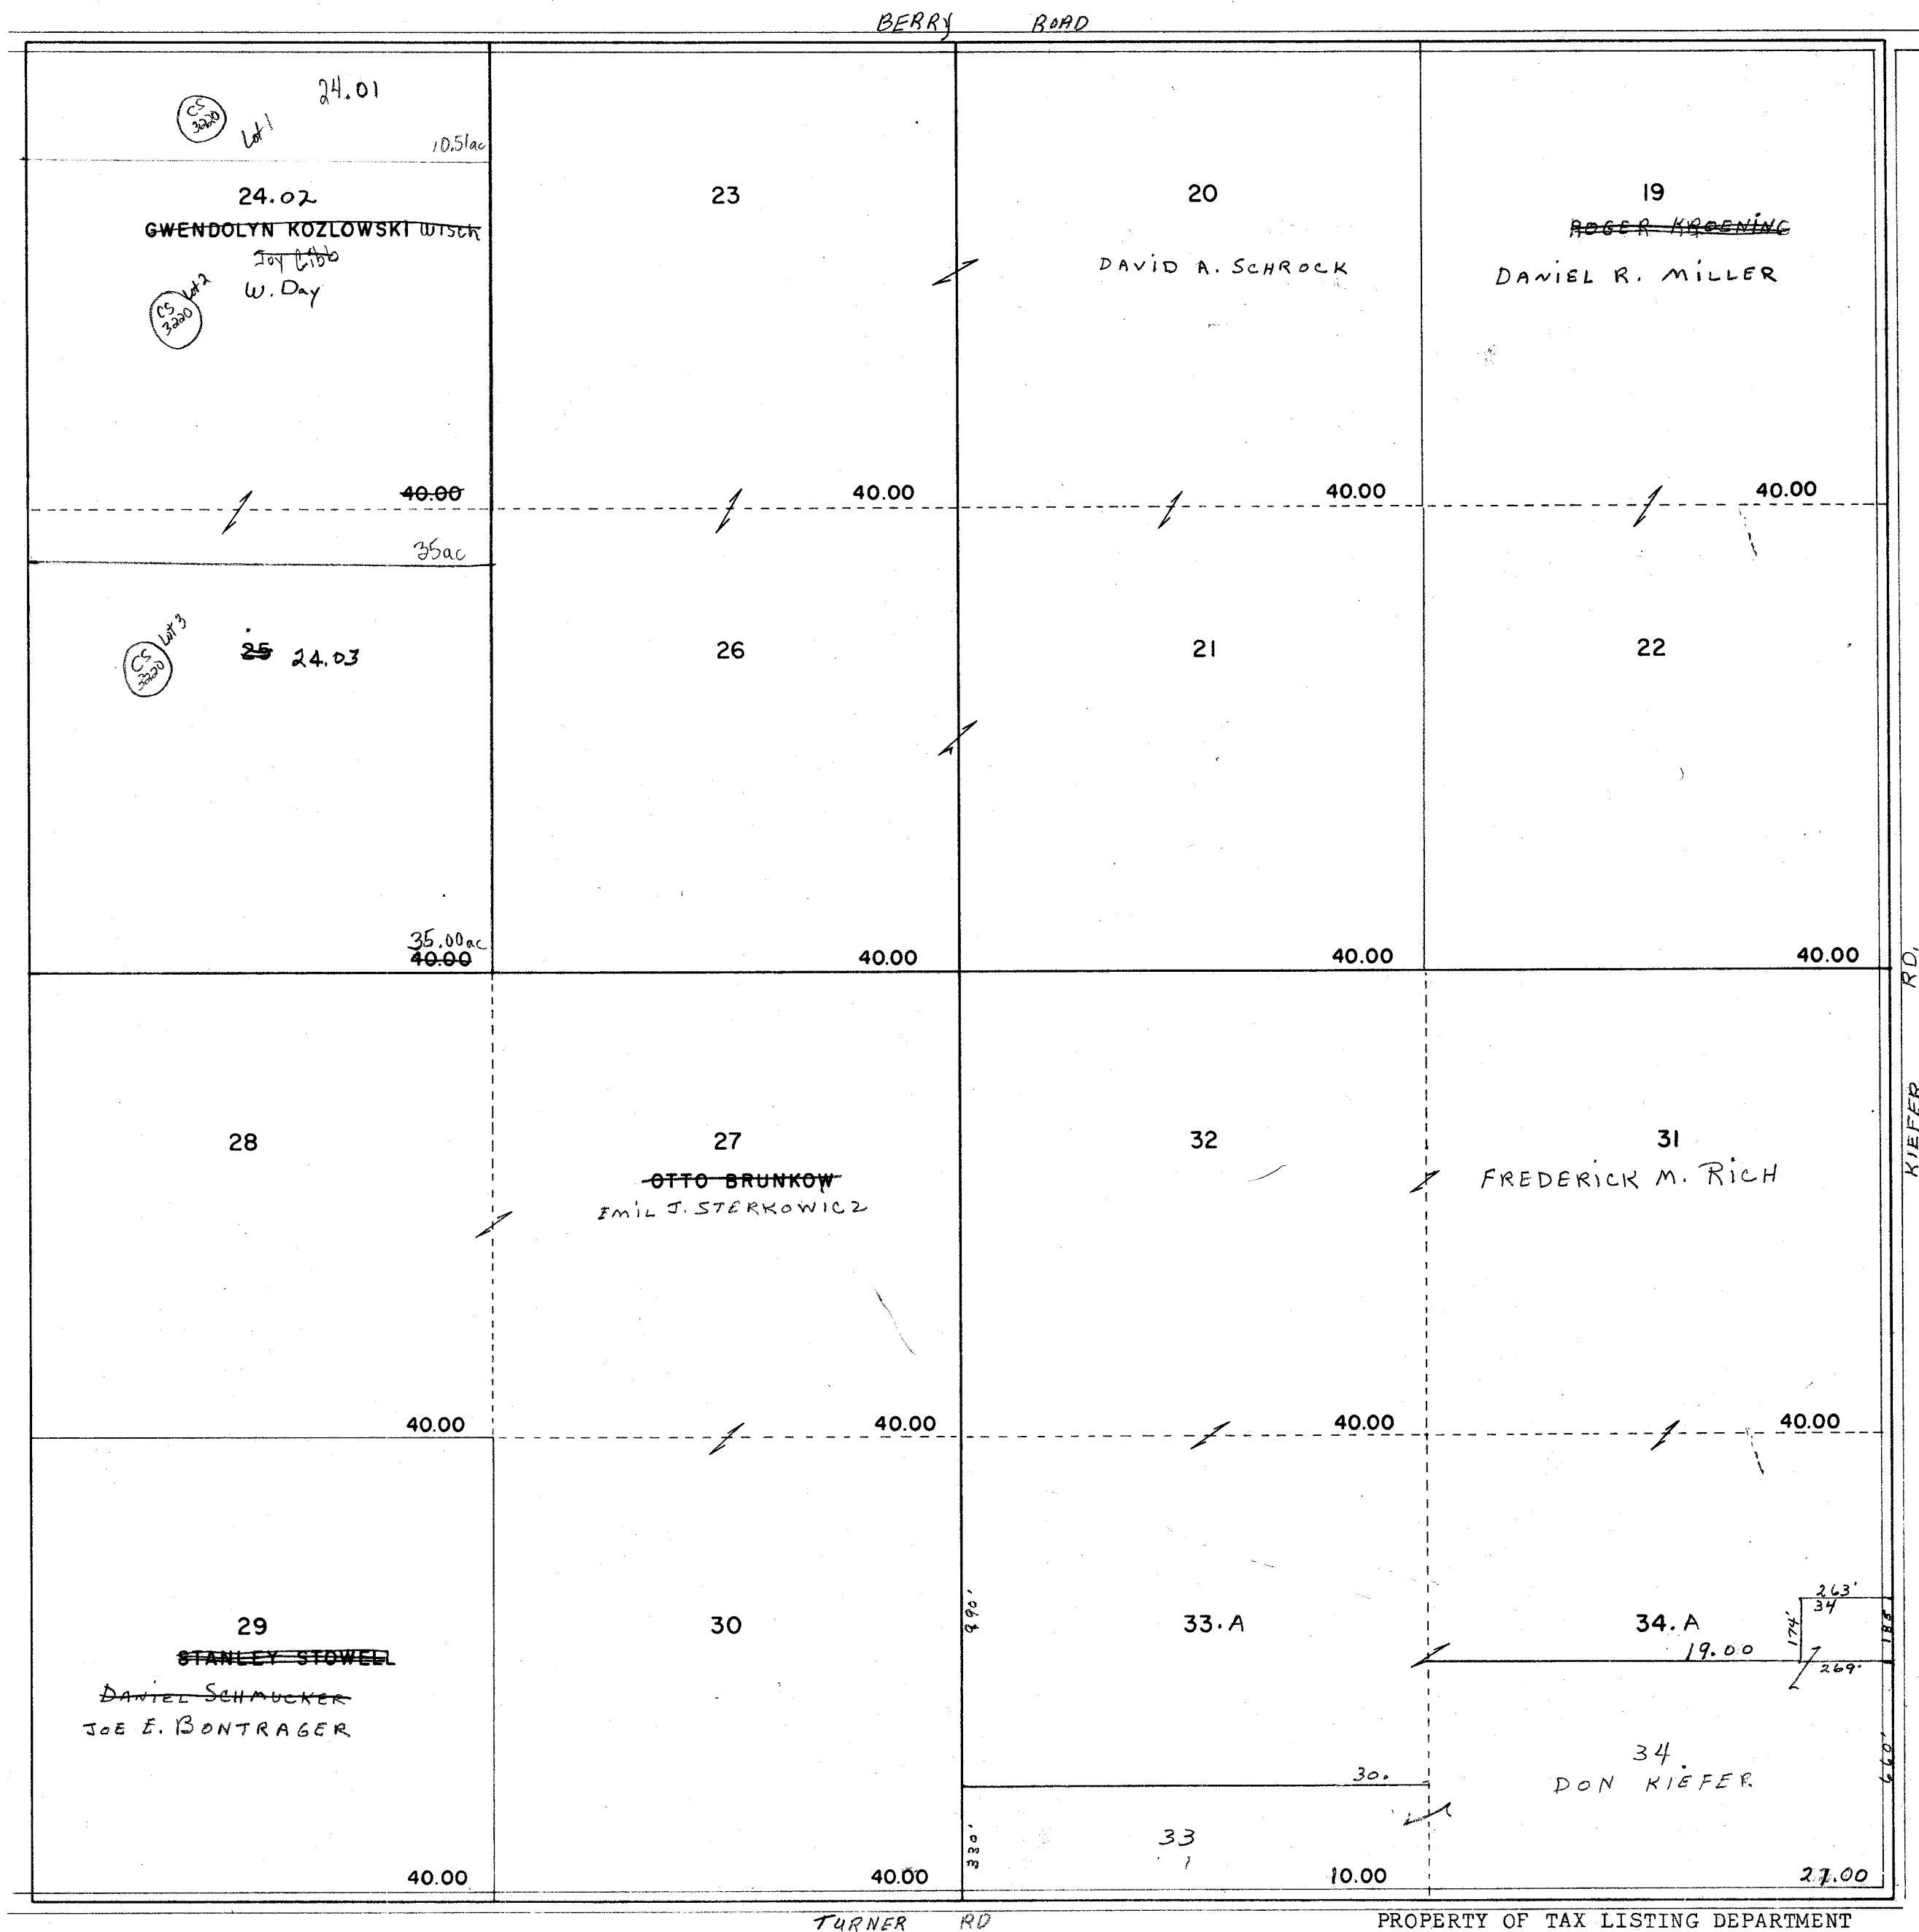 BERRY ROAD
24.01
CS 3220
Lot 1
10.51ac
24.02
GWENDOLYN KOZLOWSKI WISCH
Joy Gibb
W. Day
CS 3220
Lot 2
40.00
23
40.00
20
DAVID A. SCHROCK
40.00
19
ROGER KROENING
DANIEL R. MILLER
40.00
35ac
CS 3220
Lot 3
25 24.03
35.00ac
40.00
26
40.00
21
40.00
22
40.00
KIEFER RD.
28
40.00
27
OTTO BRUNKOW
EMIL J. STERKOWICZ
40.00
32
40.00
31
FREDERICK M. RICH
40.00
29
STANLEY STOWELL
DANIEL SCHMUCKER
JOE E. BONTRAGER
40.00
30
40.00
990'
33.A
30.
330'
33
10.00
34.A
19.00
263'
34
174'
185
269'
34.
DON KIEFER
660'
27.00
TURNER RD
PROPERTY OF TAX LISTING DEPARTMENT